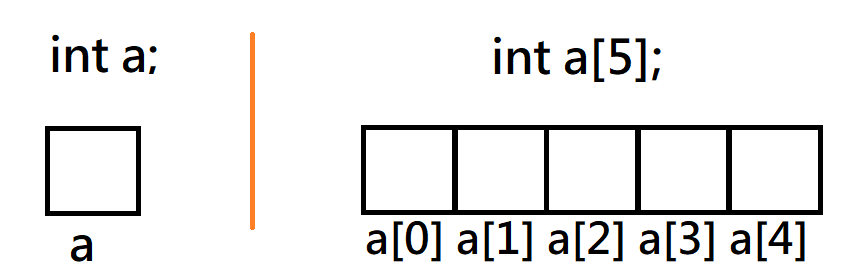 int a;
int a[5];
a
a[0] a[1] a[2] a[3] a[4]